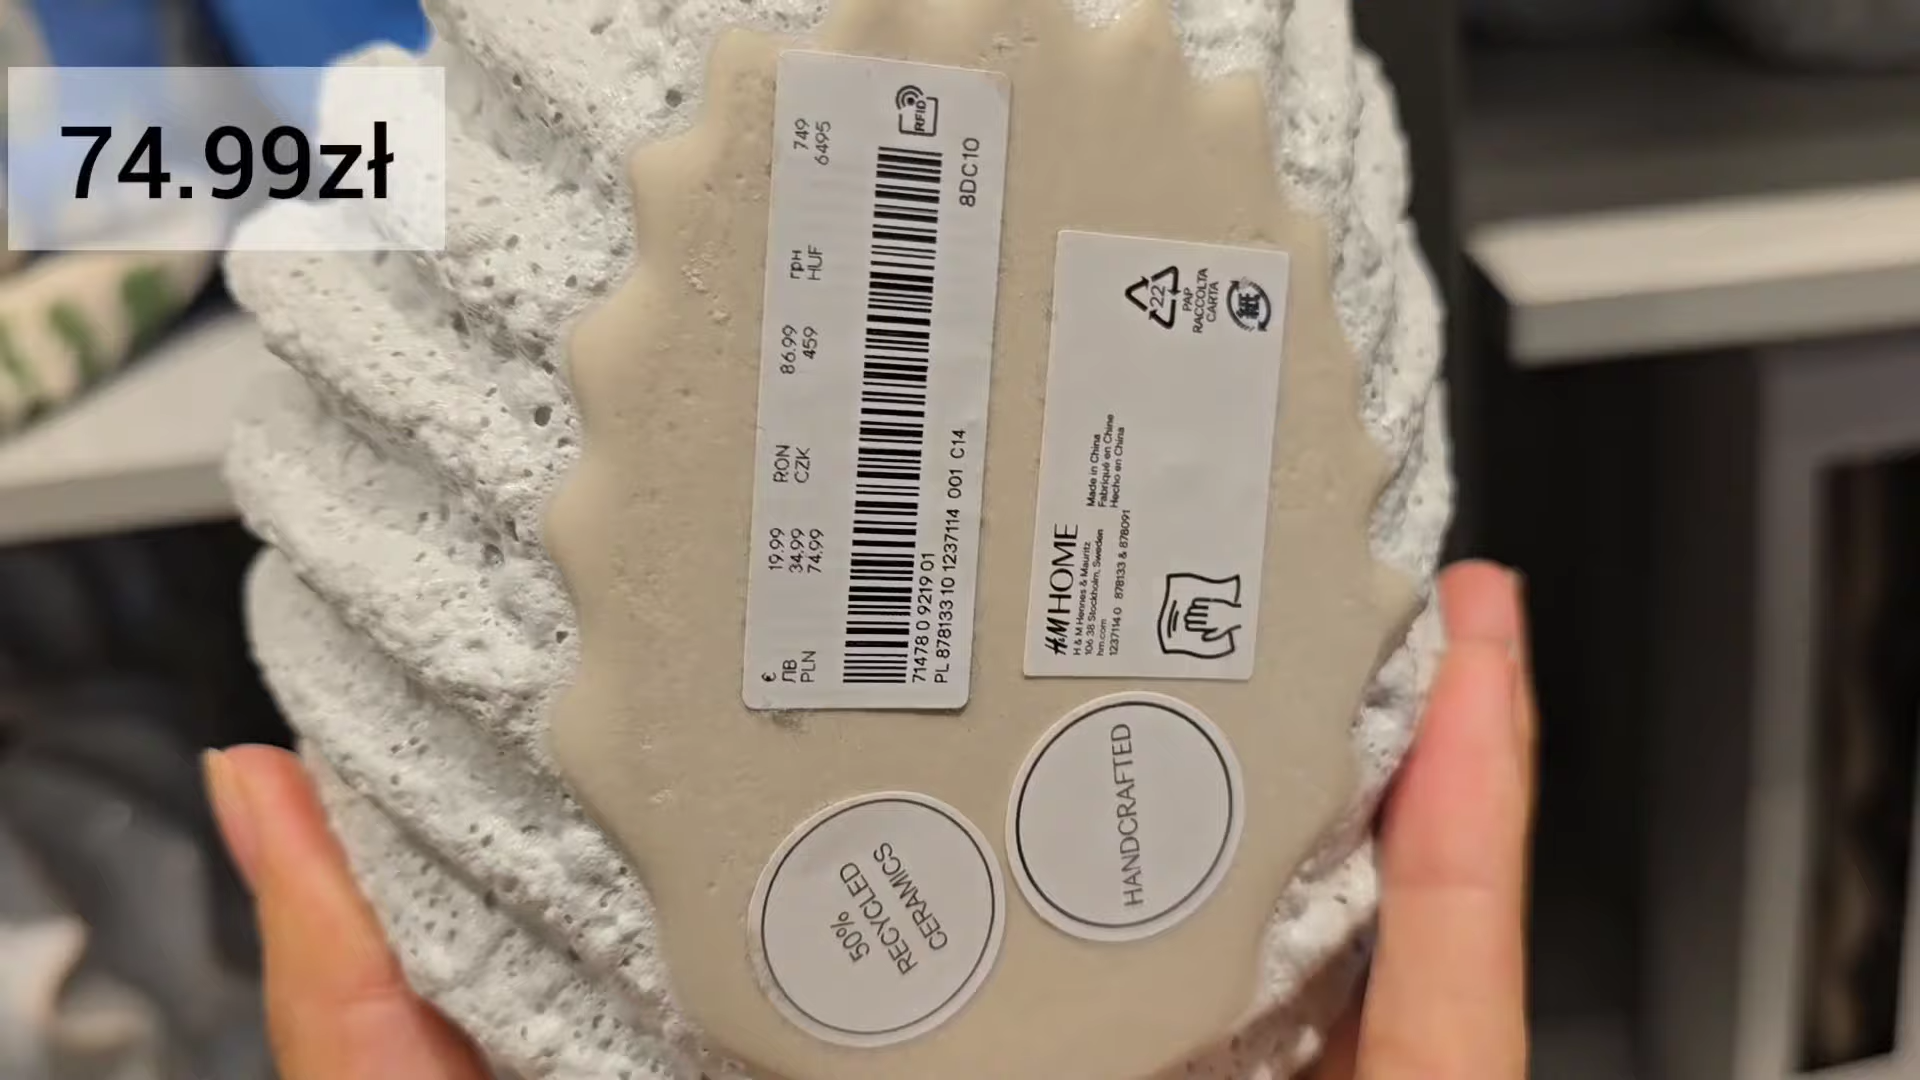 74.99zł
€ 19.99 RON 86.99 грн 749
ЛВ 34.99 CZK 459 HUF 6495
PLN 74.99
RFID
71478 0 9219 01
PL 878133 10 1237114 001 C14
8DC10
H&M HOME
H & M Hennes & Mauritz
106 38 Stockholm, Sweden
hm.com
1237114.0 878133 & 878091
Made in China
Fabriqué en Chine
Hecho en China
22
PAP
RACCOLTA
CARTA
紙
50%
RECYCLED
CERAMICS
HANDCRAFTED